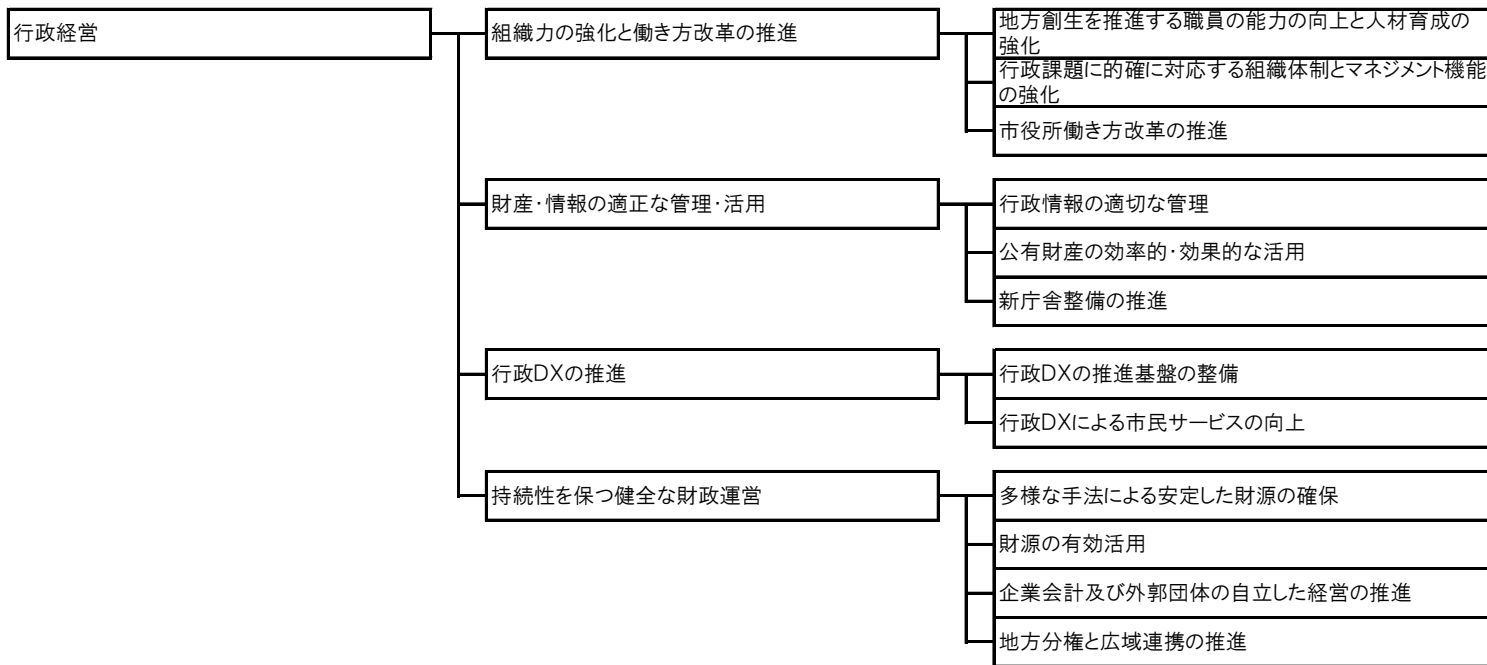 行政経営
組織力の強化と働き方改革の推進
地方創生を推進する職員の能力の向上と人材育成の
強化
行政課題に的確に対応する組織体制とマネジメント機能
の強化
市役所働き方改革の推進
財産・情報の適正な管理・活用
行政情報の適切な管理
公有財産の効率的・効果的な活用
新庁舎整備の推進
行政DXの推進
行政DXの推進基盤の整備
行政DXによる市民サービスの向上
持続性を保つ健全な財政運営
多様な手法による安定した財源の確保
財源の有効活用
企業会計及び外郭団体の自立した経営の推進
地方分権と広域連携の推進